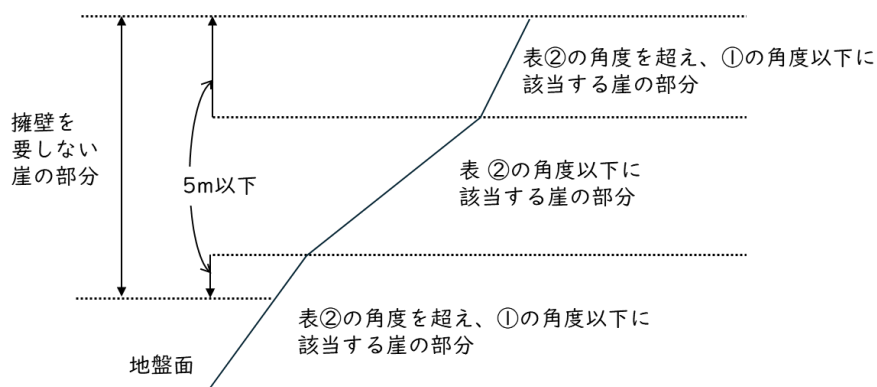 表②の角度を超え、①の角度以下に
該当する崖の部分
擁壁を
要しない
崖の部分
5m以下
表 ②の角度以下に
該当する崖の部分
表②の角度を超え、①の角度以下に
該当する崖の部分
地盤面